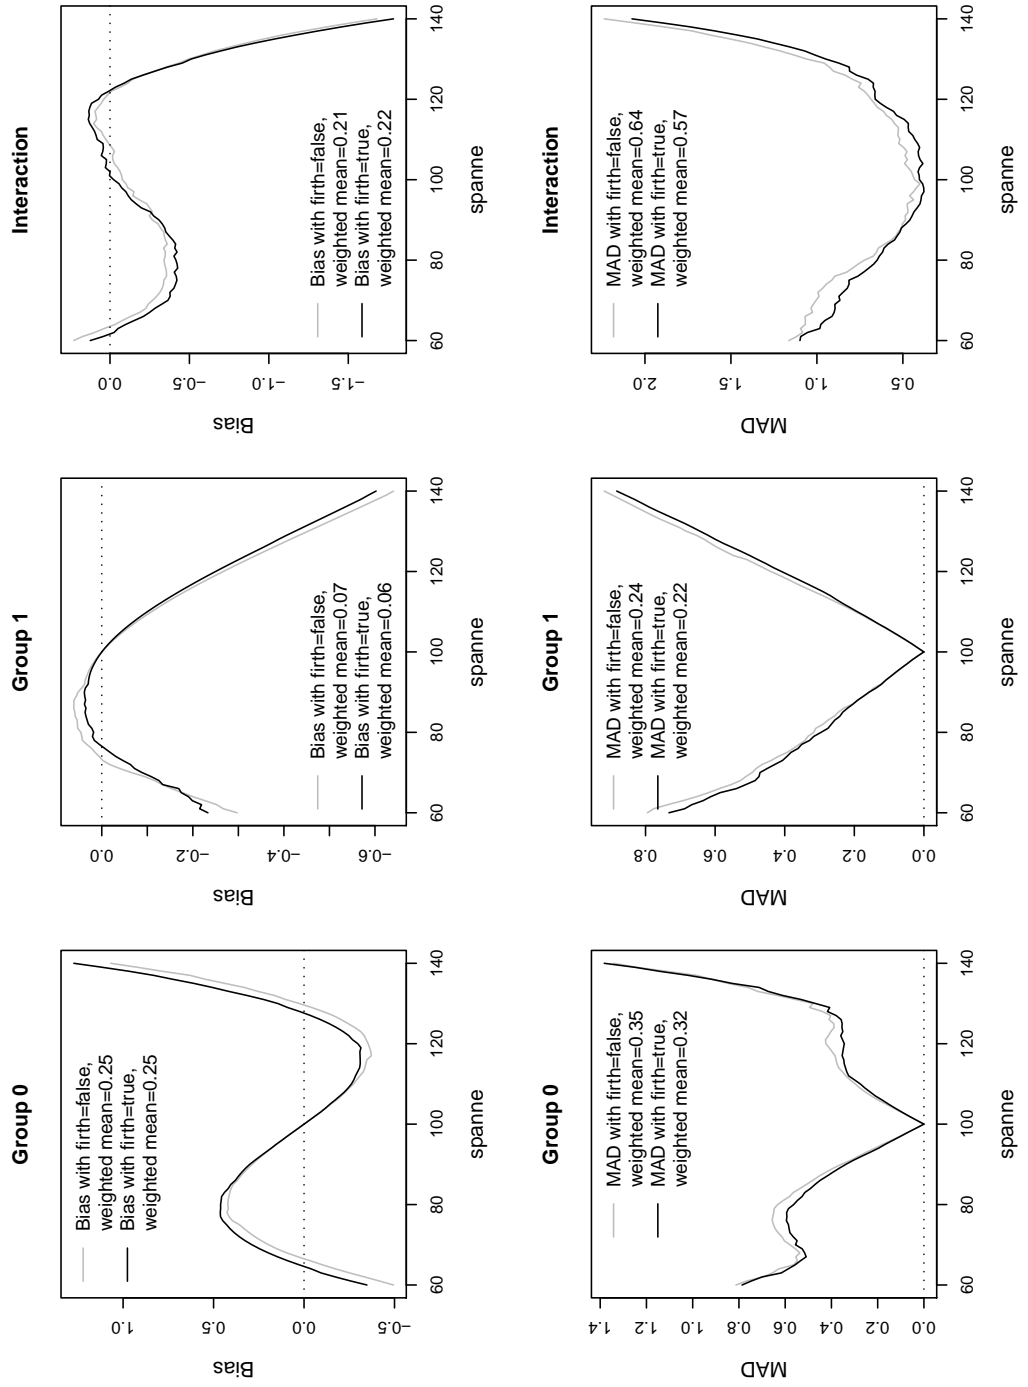 Group 0
Bias
1.0
0.5
0.0
−0.5
60
80
100
120
140
spanne
Bias with firth=false,
weighted mean=0.25
Bias with firth=true,
weighted mean=0.25
Group 1
Bias
0.0
−0.2
−0.4
−0.6
60
80
100
120
140
spanne
Bias with firth=false,
weighted mean=0.07
Bias with firth=true,
weighted mean=0.06
Interaction
Bias
0.0
−0.5
−1.0
−1.5
60
80
100
120
140
spanne
Bias with firth=false,
weighted mean=0.21
Bias with firth=true,
weighted mean=0.22
Group 0
MAD
1.4
1.2
1.0
0.8
0.6
0.4
0.2
0.0
60
80
100
120
140
spanne
MAD with firth=false,
weighted mean=0.35
MAD with firth=true,
weighted mean=0.32
Group 1
MAD
0.8
0.6
0.4
0.2
0.0
60
80
100
120
140
spanne
MAD with firth=false,
weighted mean=0.24
MAD with firth=true,
weighted mean=0.22
Interaction
MAD
2.0
1.5
1.0
0.5
60
80
100
120
140
spanne
MAD with firth=false,
weighted mean=0.64
MAD with firth=true,
weighted mean=0.57